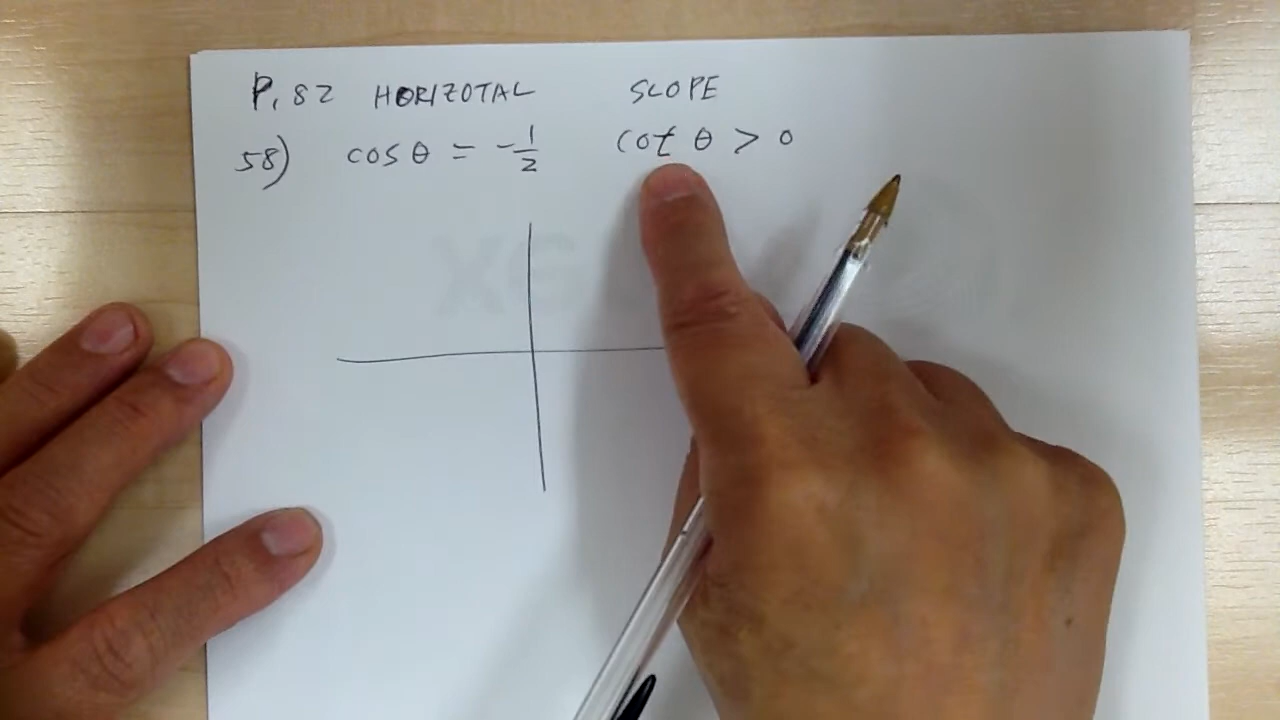 P. 82 HORIZOTAL SLOPE
58) cos θ = -1/2 cot θ > 0